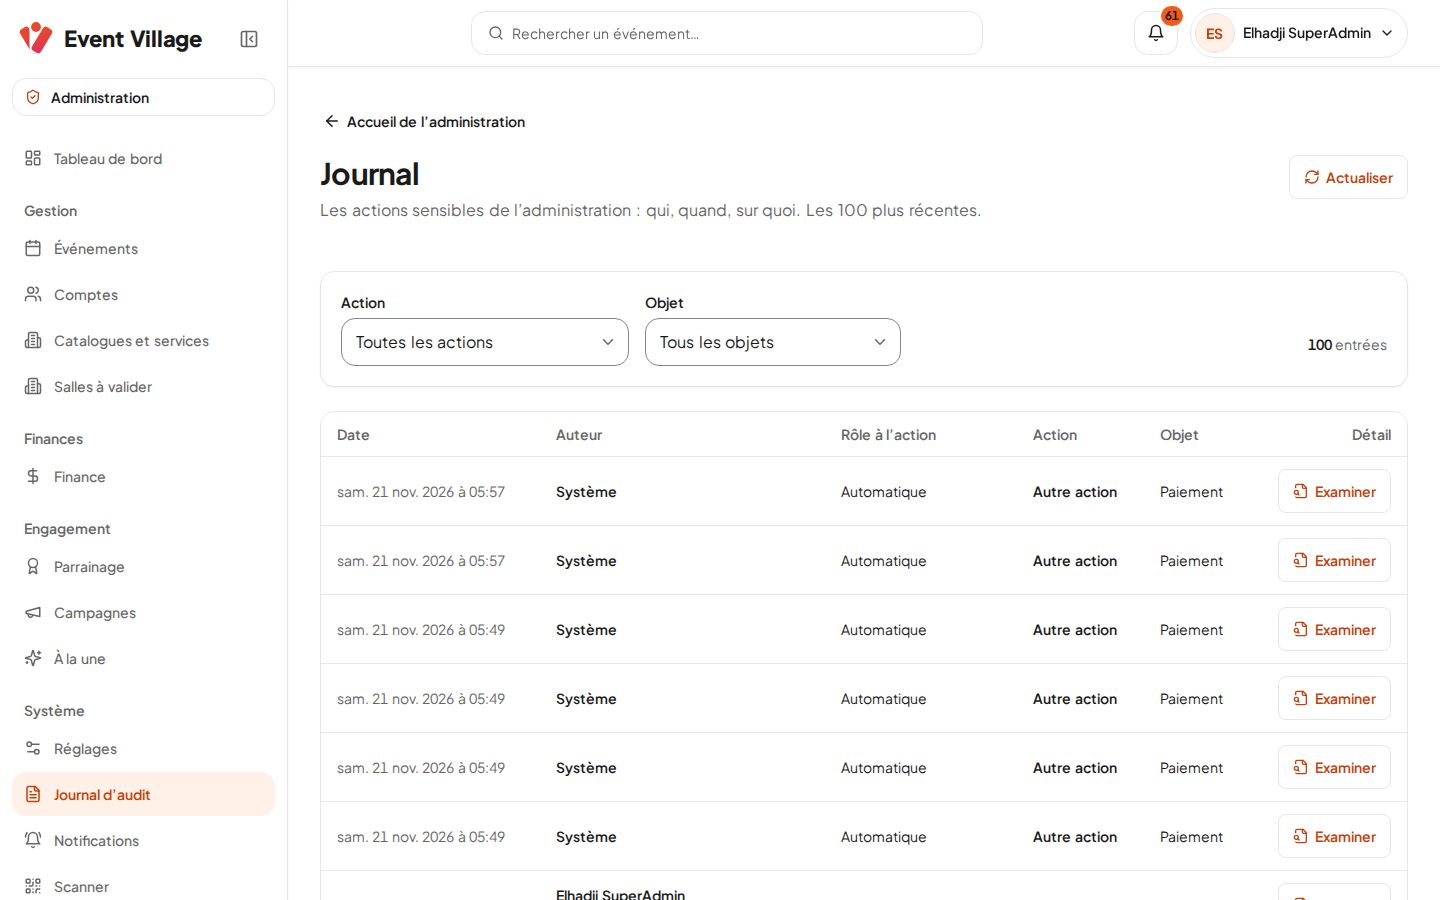 Event Village
Administration
Tableau de bord
Gestion
Événements
Comptes
Catalogues et services
Salles à valider
Finances
Finance
Engagement
Parrainage
Campagnes
À la une
Système
Réglages
Journal d’audit
Notifications
Scanner
Rechercher un événement…
61
ES
Elhadji SuperAdmin
Accueil de l’administration
Journal
Actualiser
Les actions sensibles de l’administration : qui, quand, sur quoi. Les 100 plus récentes.
Action Objet
Toutes les actions Tous les objets
100 entrées
Date Auteur Rôle à l’action Action Objet Détail
sam. 21 nov. 2026 à 05:57 Système Automatique Autre action Paiement Examiner
sam. 21 nov. 2026 à 05:57 Système Automatique Autre action Paiement Examiner
sam. 21 nov. 2026 à 05:49 Système Automatique Autre action Paiement Examiner
sam. 21 nov. 2026 à 05:49 Système Automatique Autre action Paiement Examiner
sam. 21 nov. 2026 à 05:49 Système Automatique Autre action Paiement Examiner
sam. 21 nov. 2026 à 05:49 Système Automatique Autre action Paiement Examiner
Elhadji SuperAdmin